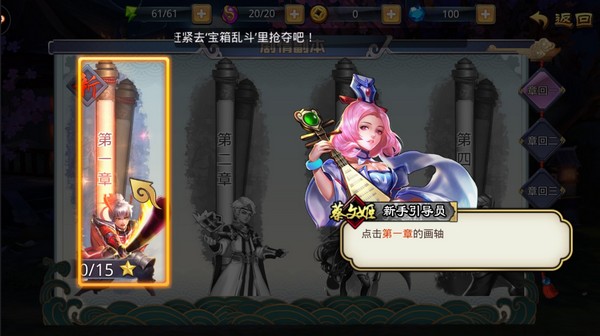 61/61
20/20
0
100
返回
赶紧去‘宝箱乱斗’里抢夺吧！
剧情副本
新
第一章
第二章
第四
章回一
章回二
章回三
蔡文姬 新手引导员
点击第一章的画轴
0/15